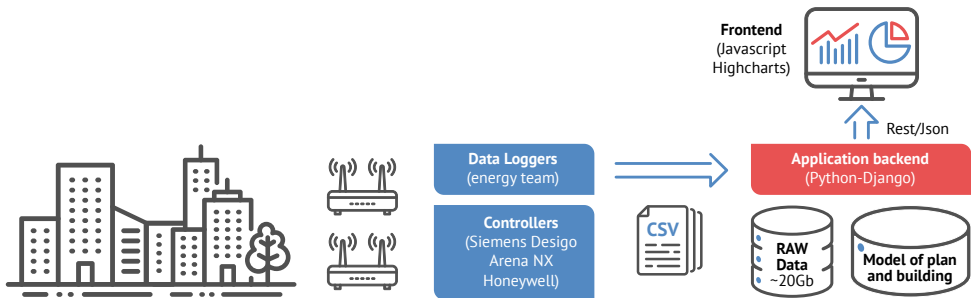 Frontend
(Javascript
Highcharts)
Rest/Json
Data Loggers
(energy team)
Application backend
(Python-Django)
Controllers
(Siemens Desigo
Arena NX
Honeywell)
CSV
RAW
Data
~20Gb
Model of plan
and building